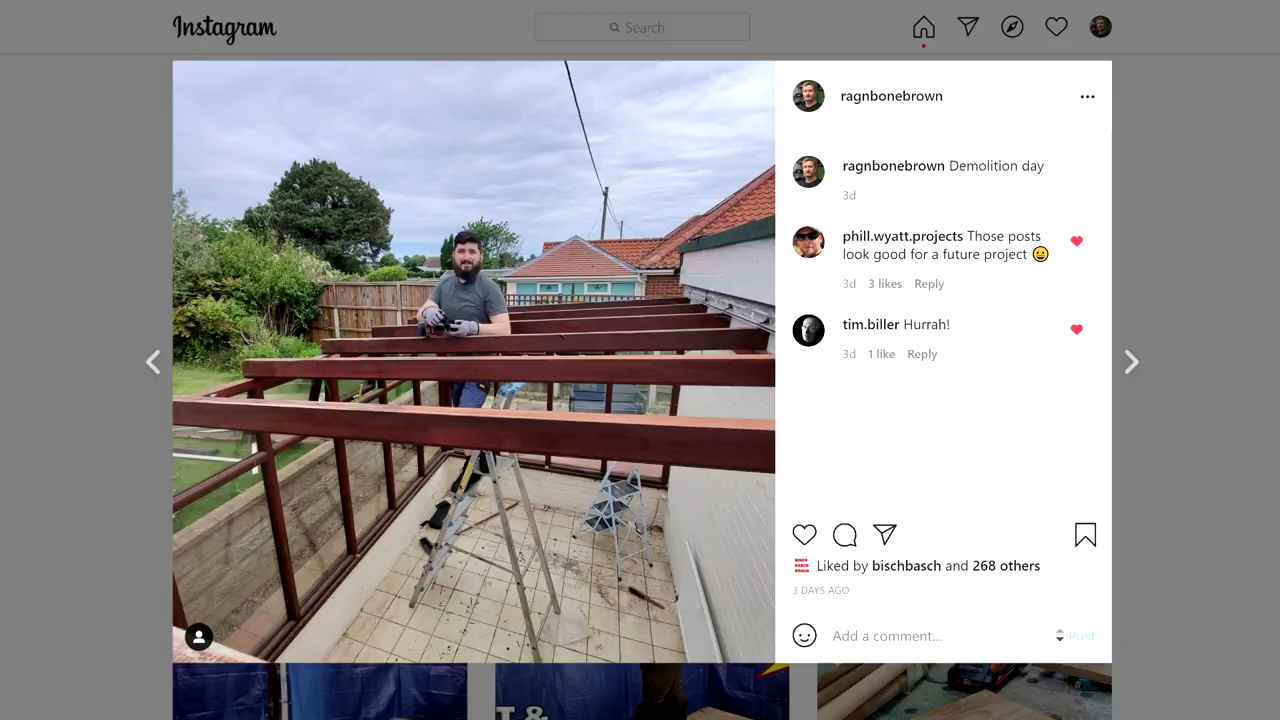 Instagram
Search
ragnbonebrown
ragnbonebrown Demolition day
3d
phill.wyatt.projects Those posts
look good for a future project 😃
3d 3 likes Reply
tim.biller Hurrah!
3d 1 like Reply
Liked by bischbasch and 268 others
3 DAYS AGO
Add a comment...
Post
T &